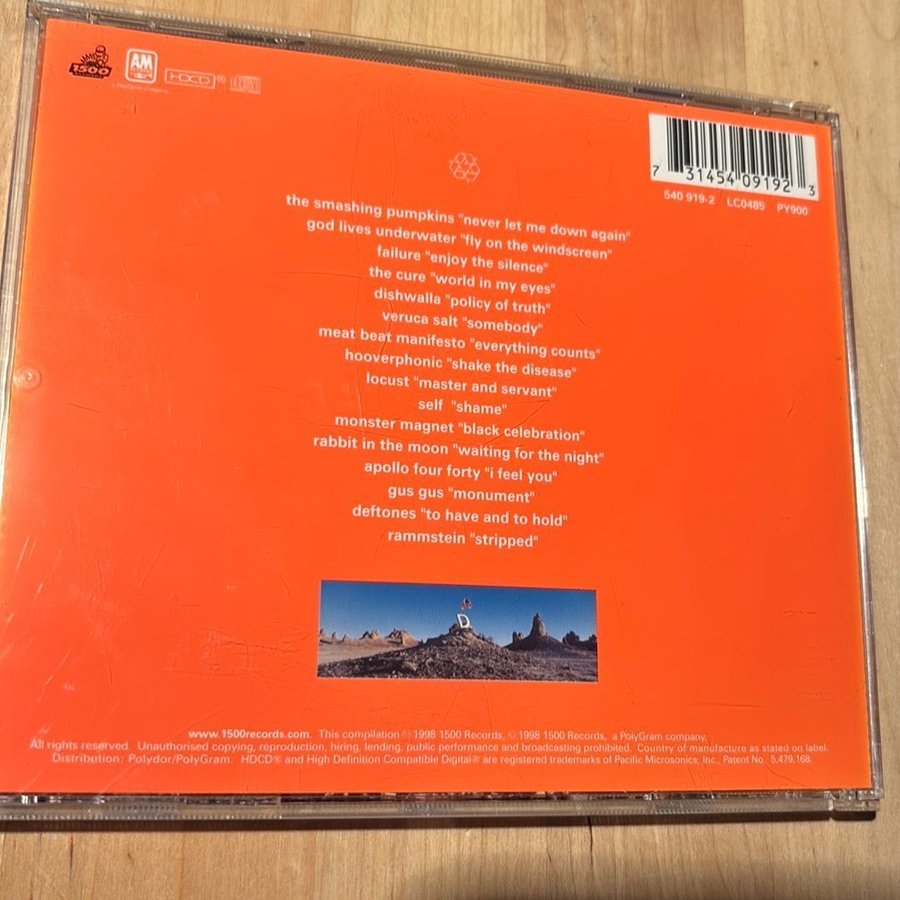 1500
AM
HDCD®
7 31454 09192 3
540 919-2 LC0485 PY900
the smashing pumpkins "never let me down again"
god lives underwater "fly on the windscreen"
failure "enjoy the silence"
the cure "world in my eyes"
dishwalla "policy of truth"
veruca salt "somebody"
meat beat manifesto "everything counts"
hooverphonic "shake the disease"
locust "master and servant"
self "shame"
monster magnet "black celebration"
rabbit in the moon "waiting for the night"
apollo four forty "i feel you"
gus gus "monument"
deftones "to have and to hold"
rammstein "stripped"
D
www.1500records.com. This compilation ℗ 1998 1500 Records, © 1998 1500 Records, a PolyGram company.
All rights reserved. Unauthorised copying, reproduction, hiring, lending, public performance and broadcasting prohibited. Country of manufacture as stated on label.
Distribution: Polydor/PolyGram. HDCD® and High Definition Compatible Digital® are registered trademarks of Pacific Microsonics, Inc., Patent No. 5,479,168.